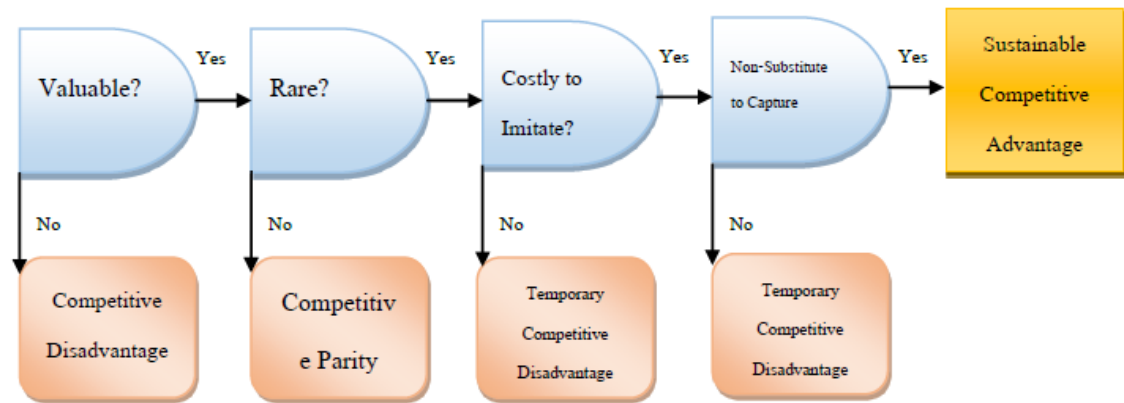 Valuable?
Yes
Rare?
Yes
Costly to
Imitate?
Yes
Non-Substitute
to Capture
Yes
Sustainable
Competitive
Advantage
No
No
No
No
Competitive
Disadvantage
Competitiv
e Parity
Temporary
Competitive
Disadvantage
Temporary
Competitive
Disadvantage